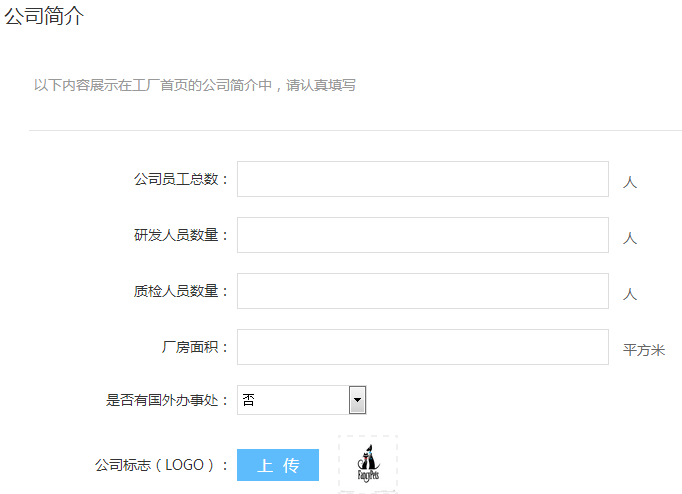 公司简介
以下内容展示在工厂首页的公司简介中，请认真填写
公司员工总数： 人
研发人员数量： 人
质检人员数量： 人
厂房面积： 平方米
是否有国外办事处： 否
公司标志（LOGO）： 上 传
FancyPets